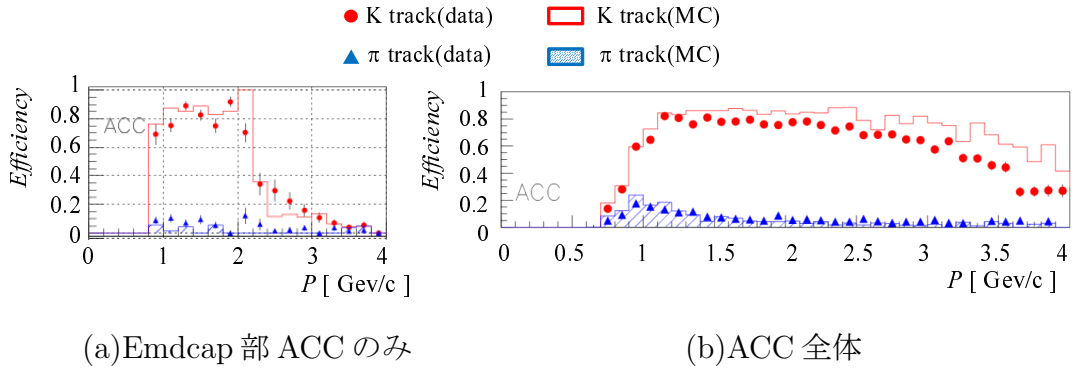 K track(data) K track(MC)
π track(data) π track(MC)
Efficiency
1
0.8
0.6
0.4
0.2
0
ACC
0 1 2 3 4
P [ Gev/c ]
Efficiency
1
0.8
0.6
0.4
0.2
0
ACC
0 0.5 1 1.5 2 2.5 3 3.5 4
P [ Gev/c ]
(a)Emdcap 部 ACC のみ
(b)ACC 全体